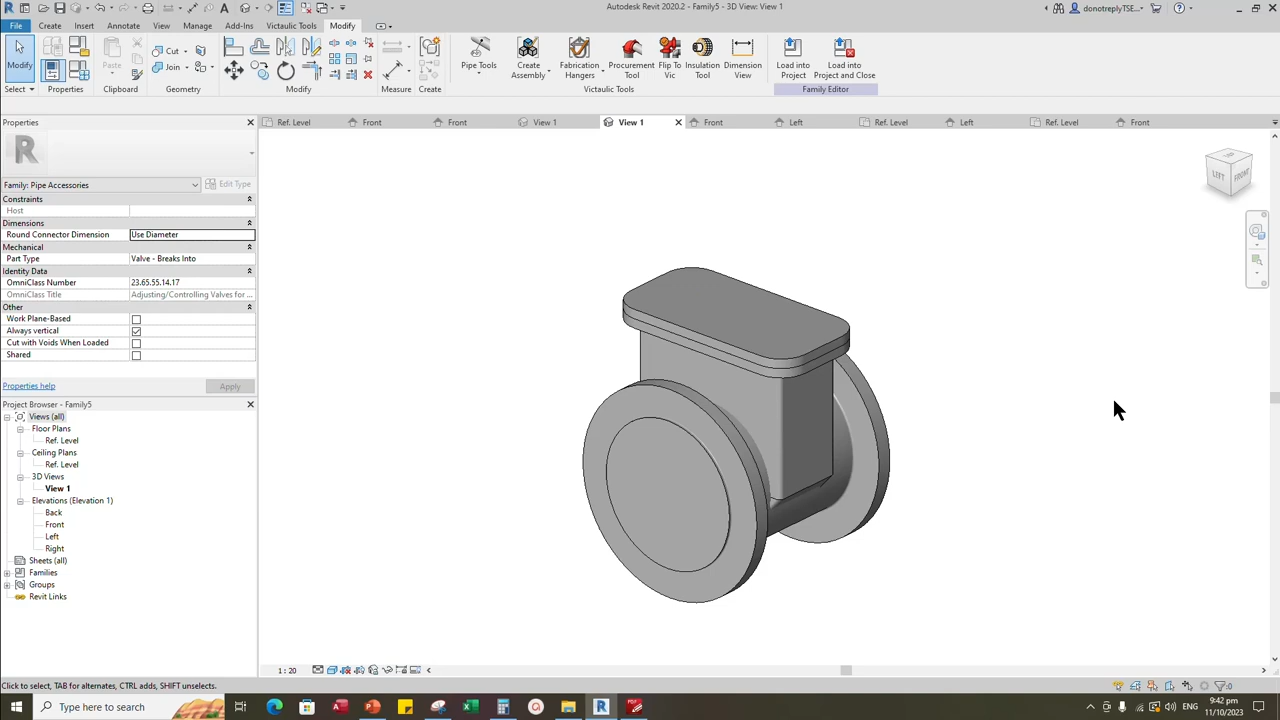 Autodesk Revit 2020.2 - Family5 - 3D View: View 1
donotreplyTSE...
File
Create
Insert
Annotate
View
Manage
Add-Ins
Victaulic Tools
Modify
Modify
Paste
Cut
Join
Pipe Tools
Create
Assembly
Fabrication
Hangers
Procurement
Tool
Flip To
Vic
Insulation
Tool
Dimension
View
Load into
Project
Load into
Project and Close
Select
Properties
Clipboard
Geometry
Modify
Measure
Create
Victaulic Tools
Family Editor
Properties
Ref. Level
Front
Front
View 1
View 1
Front
Left
Ref. Level
Left
Ref. Level
Front
Family: Pipe Accessories
Edit Type
Constraints
Host
Dimensions
Round Connector Dimension
Use Diameter
Mechanical
Part Type
Valve - Breaks Into
Identity Data
OmniClass Number
23.65.55.14.17
OmniClass Title
Adjusting/Controlling Valves for ...
Other
Work Plane-Based
Always vertical
Cut with Voids When Loaded
Shared
Properties help
Apply
Project Browser - Family5
Views (all)
Floor Plans
Ref. Level
Ceiling Plans
Ref. Level
3D Views
View 1
Elevations (Elevation 1)
Back
Front
Left
Right
Sheets (all)
Families
Groups
Revit Links
LEFT
FRONT
1 : 20
Click to select, TAB for alternates, CTRL adds, SHIFT unselects.
:0
Type here to search
9:42 pm
11/10/2023